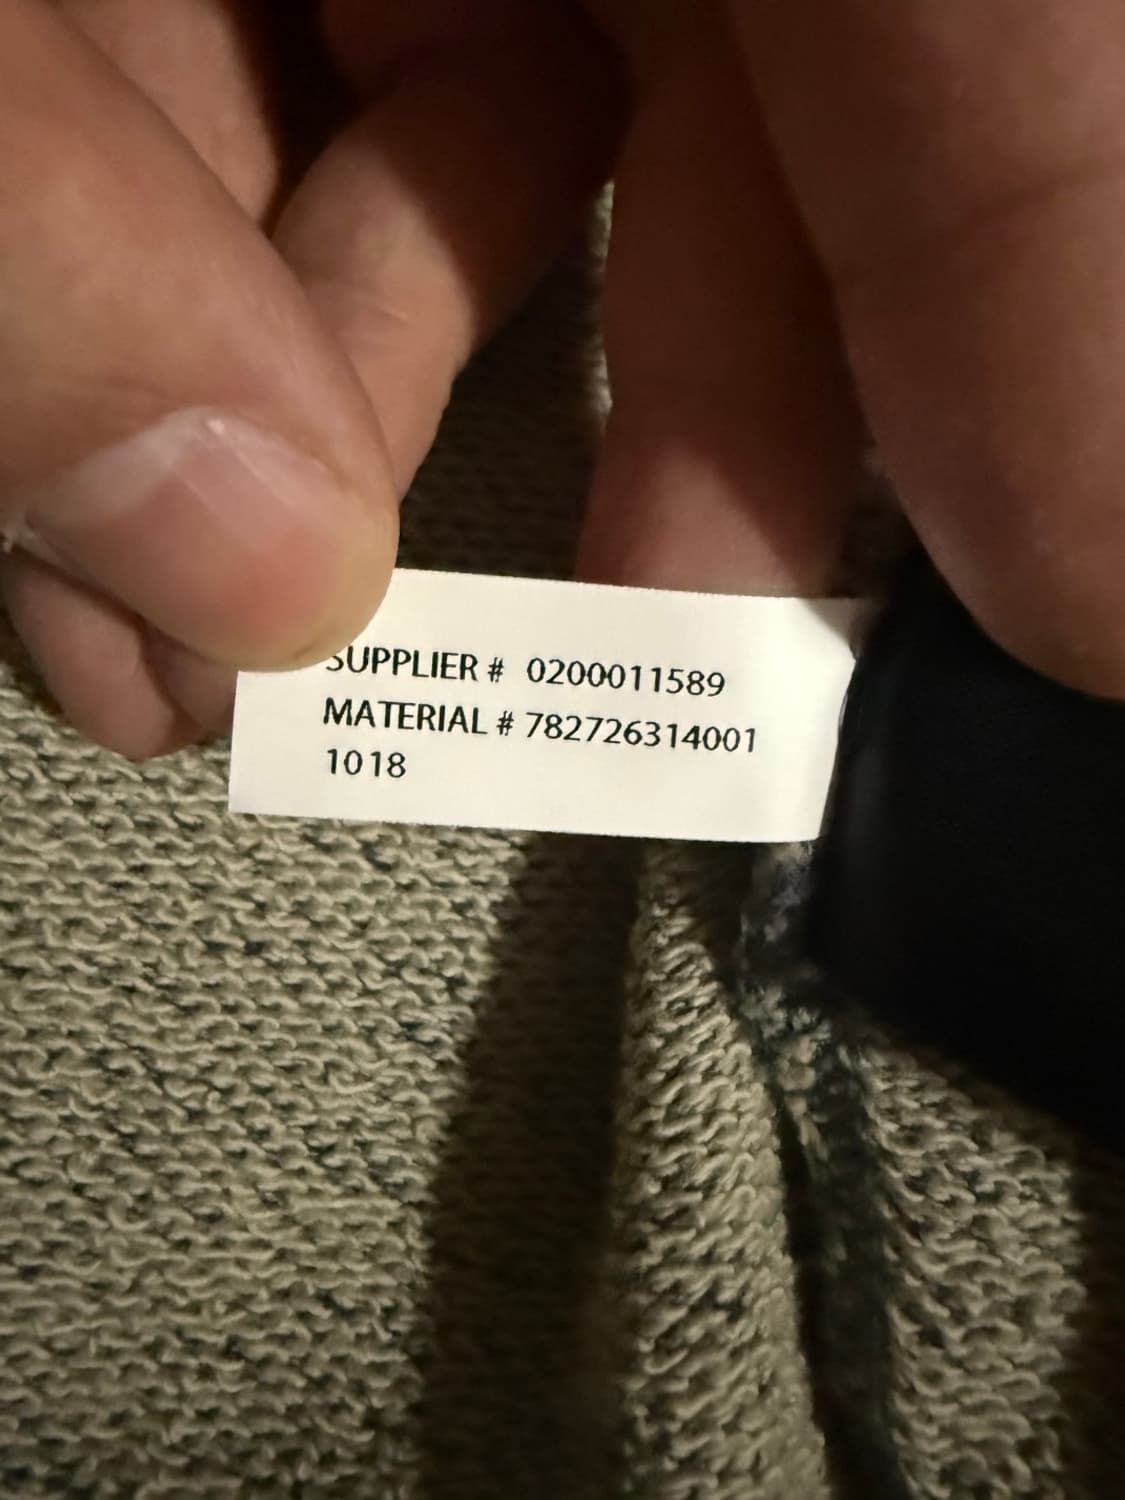 SUPPLIER # 0200011589
MATERIAL # 782726314001
1018